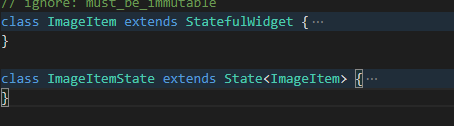 // ignore: must_be_immutable
class ImageItem extends StatefulWidget { ...
}
class ImageItemState extends State<ImageItem> { ...
}